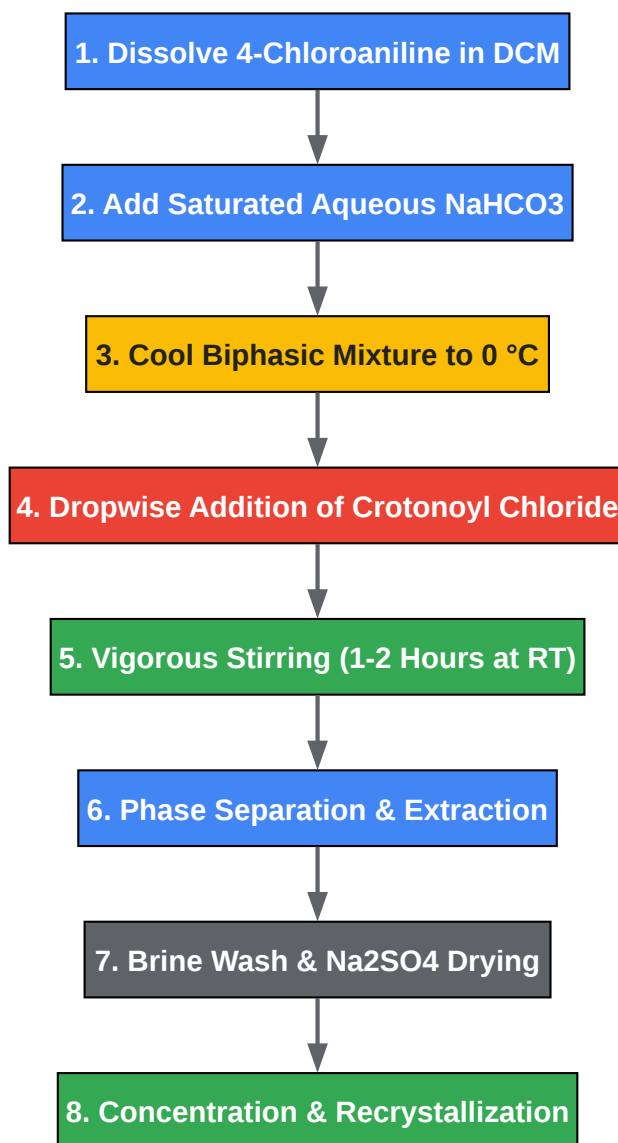 1. Dissolve 4-Chloroaniline in DCM
2. Add Saturated Aqueous NaHCO3
3. Cool Biphasic Mixture to 0 °C
4. Dropwise Addition of Crotonoyl Chloride
5. Vigorous Stirring (1-2 Hours at RT)
6. Phase Separation & Extraction
7. Brine Wash & Na2SO4 Drying
8. Concentration & Recrystallization